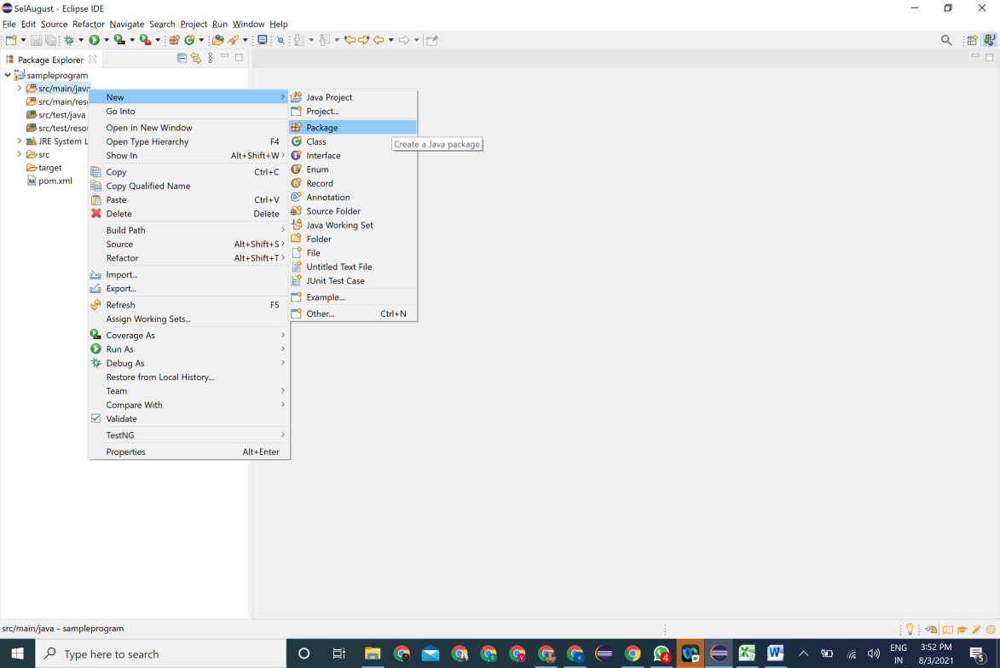 SelAugust - Eclipse IDE
File Edit Source Refactor Navigate Search Project Run Window Help
Package Explorer
sampleprogram
src/main/java
src/main/reso
src/test/java
src/test/resou
JRE System L
src
target
pom.xml
New
Go Into
Open in New Window
Open Type Hierarchy F4
Show In Alt+Shift+W
Copy Ctrl+C
Copy Qualified Name
Paste Ctrl+V
Delete Delete
Build Path
Source Alt+Shift+S
Refactor Alt+Shift+T
Import...
Export...
Refresh F5
Assign Working Sets...
Coverage As
Run As
Debug As
Restore from Local History...
Team
Compare With
Validate
TestNG
Properties Alt+Enter
Java Project
Project...
Package
Class
Interface
Enum
Record
Annotation
Source Folder
Java Working Set
Folder
File
Untitled Text File
JUnit Test Case
Example...
Other... Ctrl+N
Create a Java package
src/main/java - sampleprogram
Type here to search
4
ENG
IN
3:52 PM
8/3/2021
5